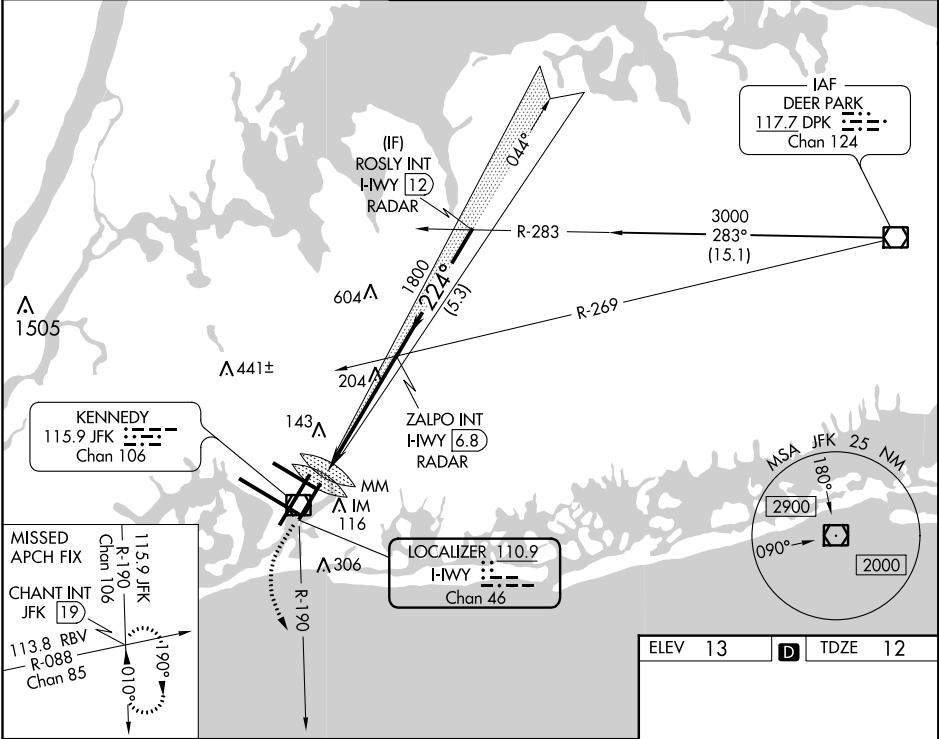 IAF
DEER PARK
117.7 DPK
Chan 124
(IF)
ROSLY INT
I-IWY 12
RADAR
044°
R-283
3000
283°
(15.1)
1800
224°
(5.3)
604
R-269
1505
441±
204
143
ZALPO INT
I-IWY 6.8
RADAR
KENNEDY
115.9 JFK
Chan 106
MM
IM
116
306
LOCALIZER 110.9
I-IWY
Chan 46
R-190
MSA JFK 25 NM
180°
2900
090°
2000
MISSED
APCH FIX
115.9 JFK
R-190
Chan 106
CHANT INT
JFK 19
113.8 RBV
R-088
Chan 85
190°
010°
ELEV 13 D TDZE 12